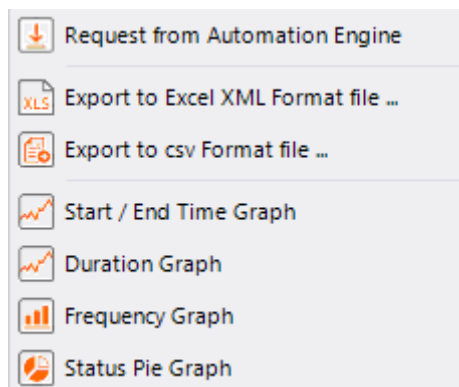 Request from Automation Engine
XLS Export to Excel XML Format file ...
Export to csv Format file ...
Start / End Time Graph
Duration Graph
Frequency Graph
Status Pie Graph